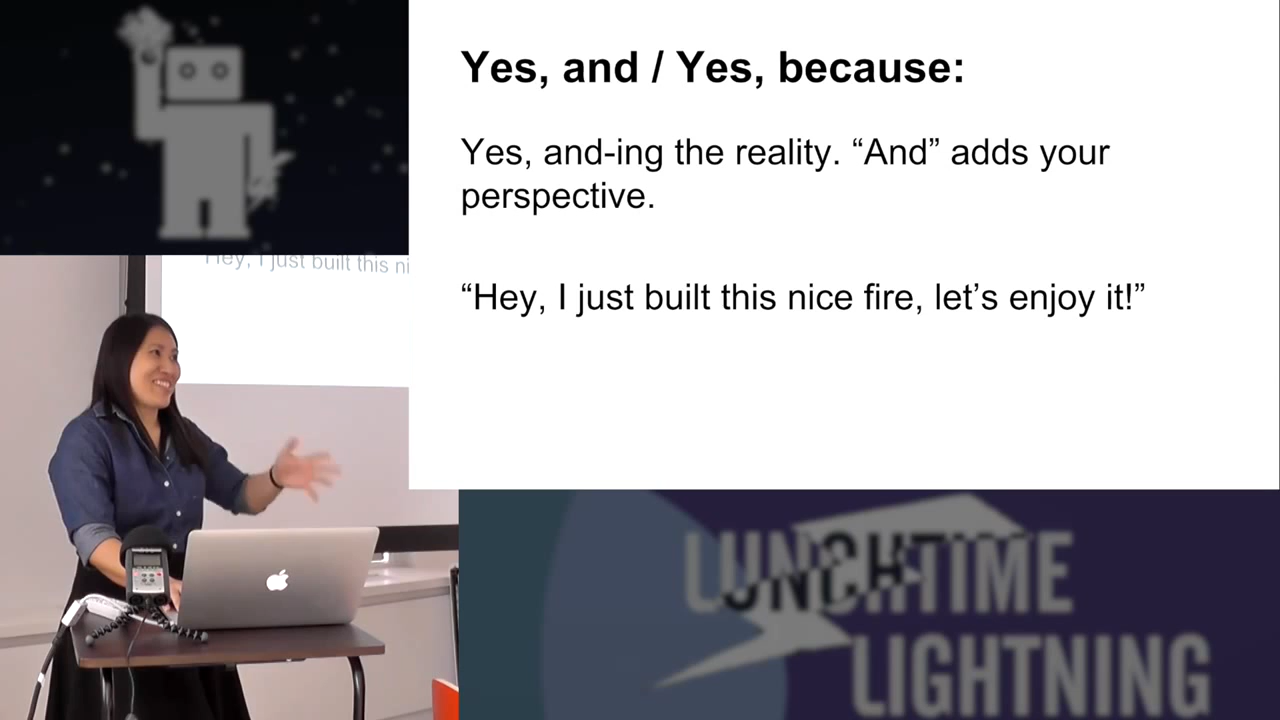 Yes, and / Yes, because:
Yes, and-ing the reality. “And” adds your
perspective.
“Hey, I just built this nice fire, let’s enjoy it!”
Hey, I just built this ni
LUNCHTIME
LIGHTNING